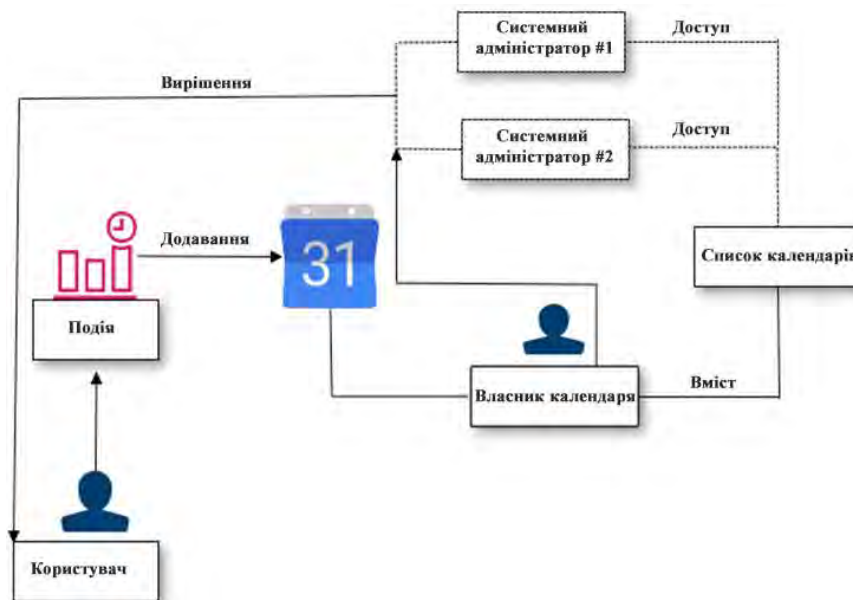 Системний
адміністратор #1
Доступ
Вирішення
Системний
адміністратор #2
Доступ
Додавання
31
Список календарів
Подія
Власник календаря
Вміст
Користувач